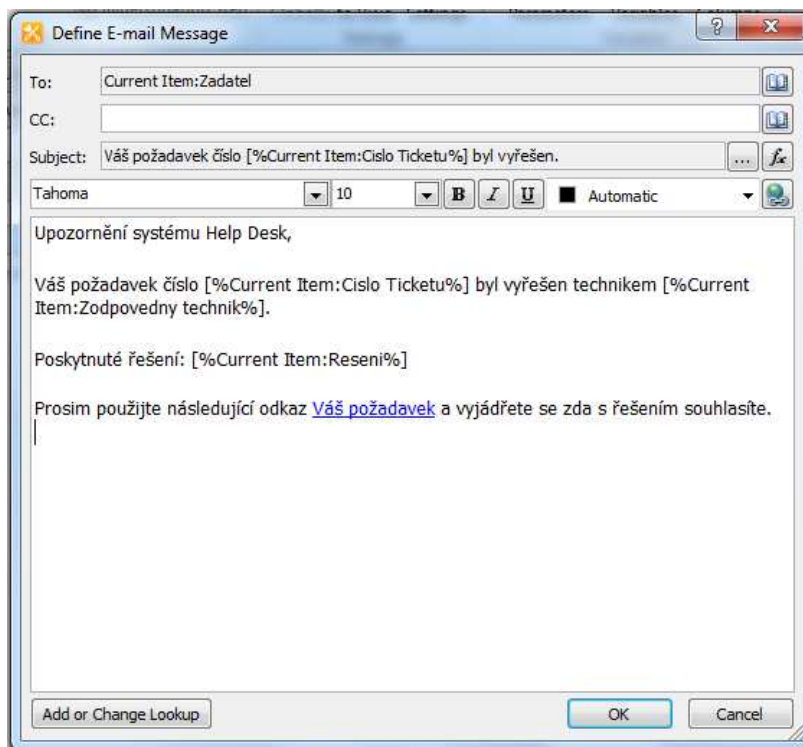 Define E-mail Message
To: Current Item:Zadatel
CC:
Subject: Váš požadavek číslo [%Current Item:Cislo Ticketu%] byl vyřešen. ... fx
Tahoma 10 B I U Automatic
Upozornění systému Help Desk,
Váš požadavek číslo [%Current Item:Cislo Ticketu%] byl vyřešen technikem [%Current
Item:Zodpovedny technik%].
Poskytnuté řešení: [%Current Item:Reseni%]
Prosim použijte následující odkaz Váš požadavek a vyjádřete se zda s řešením souhlasíte.
Add or Change Lookup OK Cancel